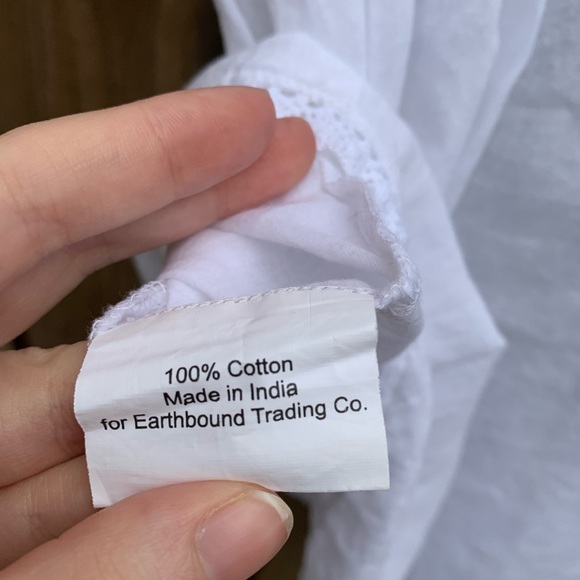 100% Cotton
Made in India
for Earthbound Trading Co.